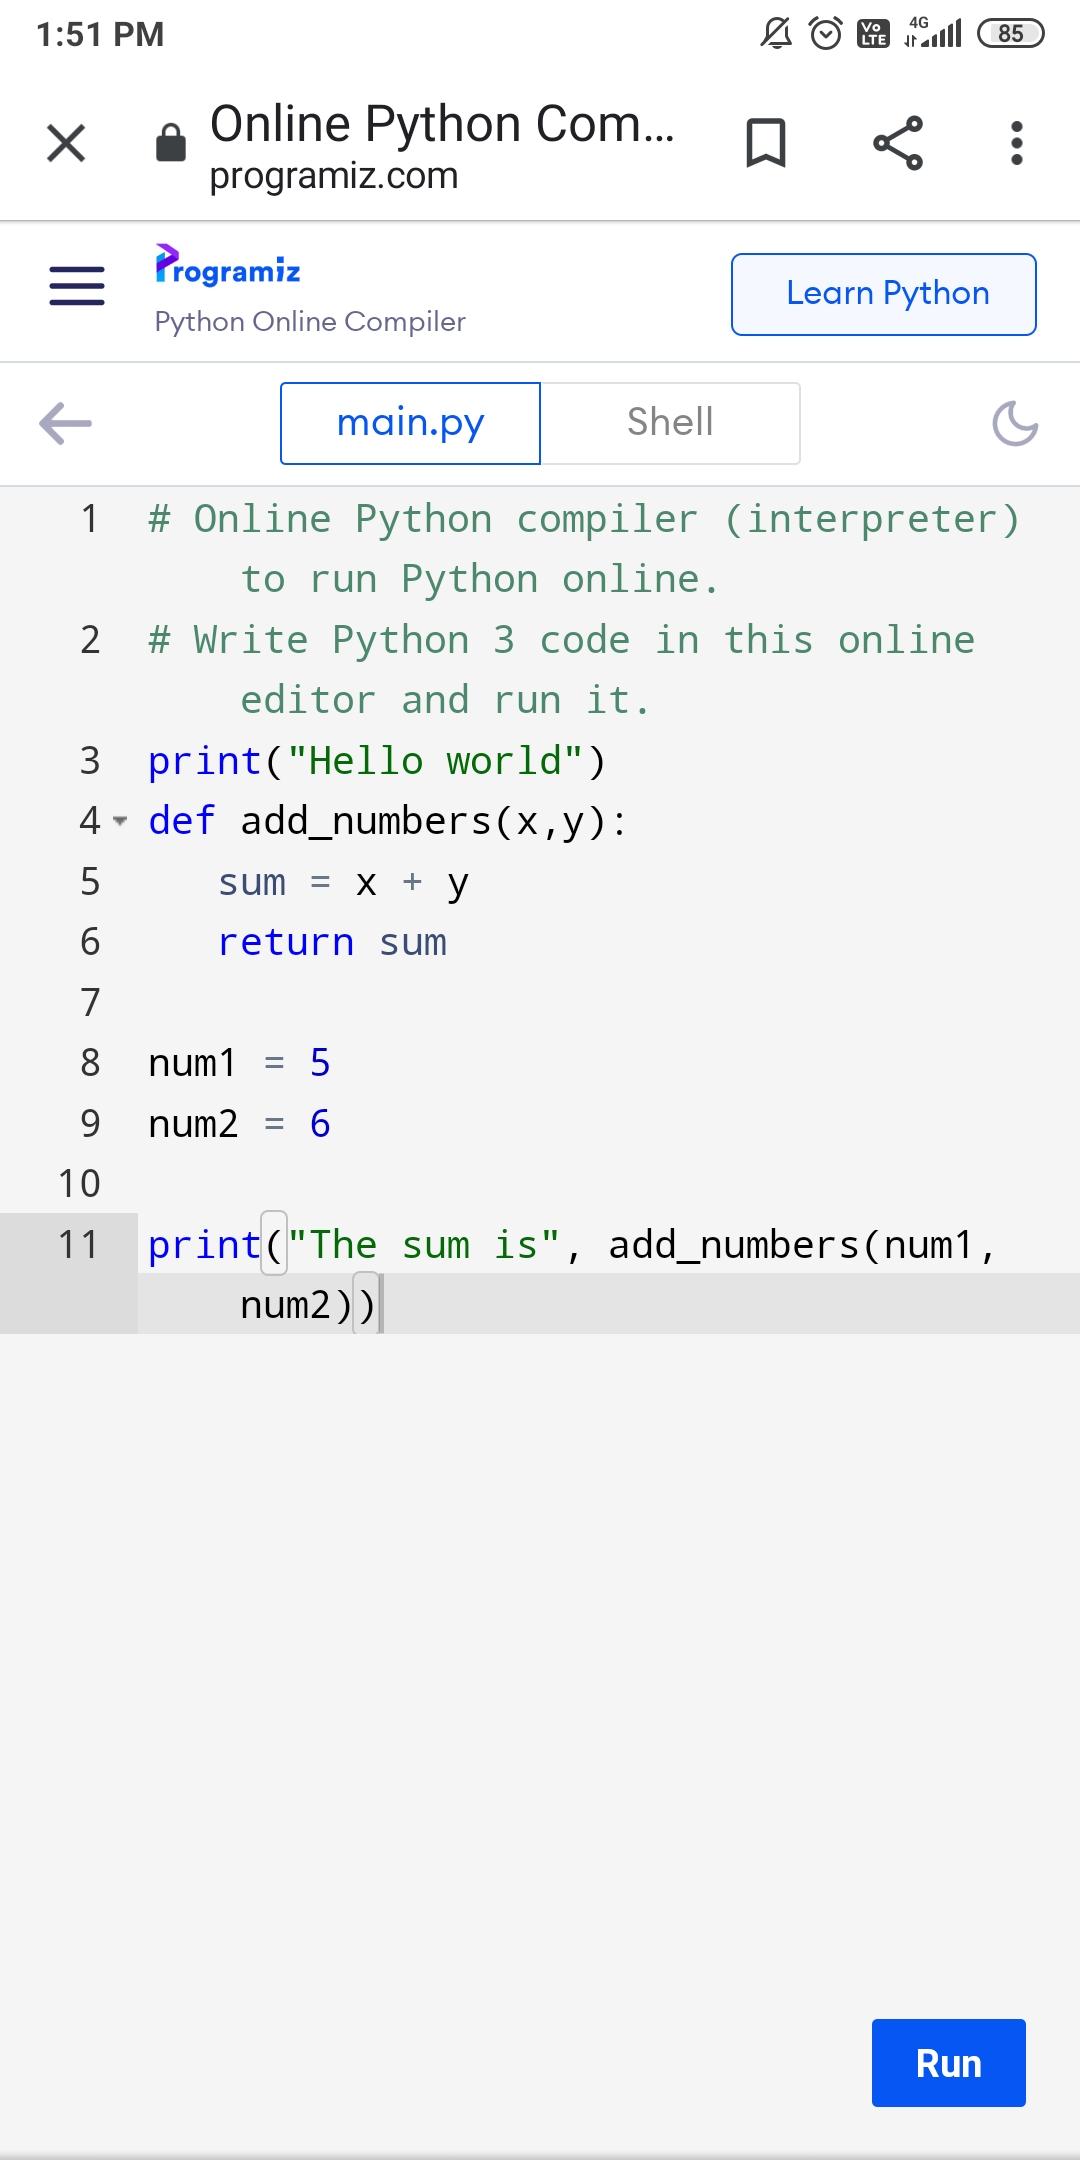 1:51 PM
Vo LTE 4G 85
Online Python Com...
programiz.com
Programiz
Python Online Compiler
Learn Python
main.py Shell
1 # Online Python compiler (interpreter)
to run Python online.
2 # Write Python 3 code in this online
editor and run it.
3 print("Hello world")
4 def add_numbers(x,y):
5    sum = x + y
6    return sum
7
8 num1 = 5
9 num2 = 6
10
11 print("The sum is", add_numbers(num1,
num2))
Run